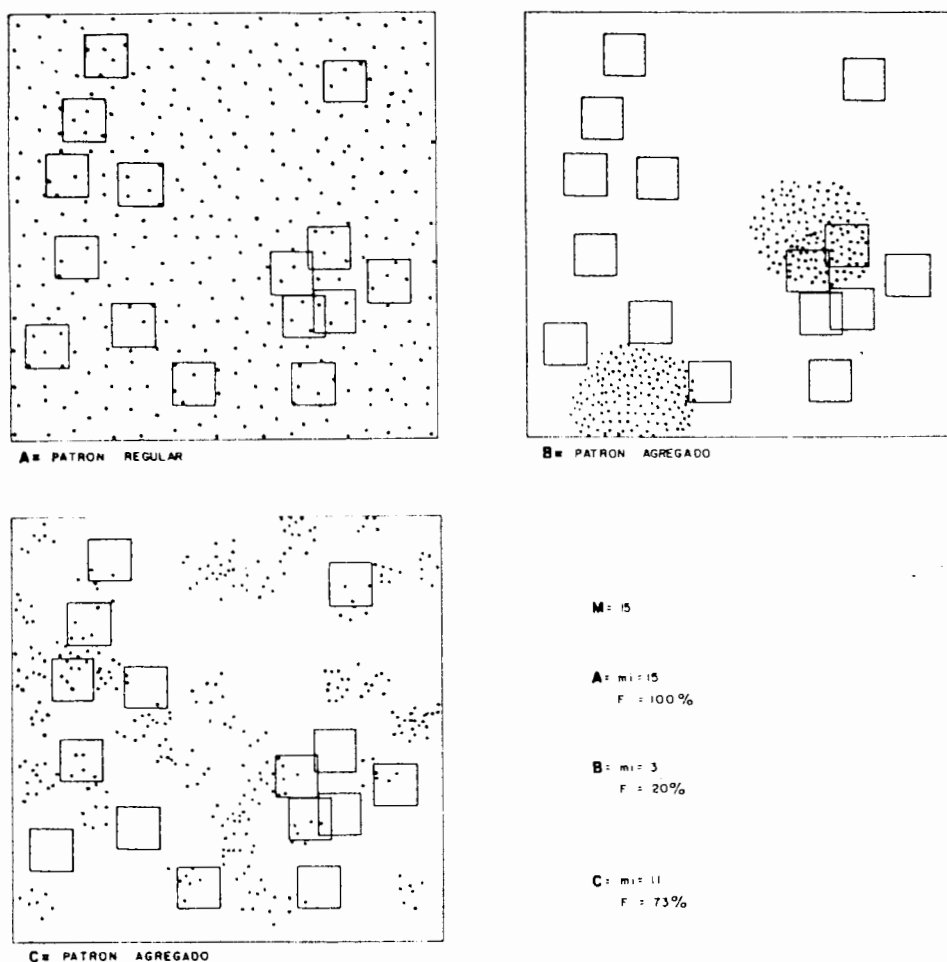 A= PATRON REGULAR
B= PATRON AGREGADO
C= PATRON AGREGADO
M= 15
A= mi= 15
F = 100%
B= mi= 3
F = 20%
C= mi= 11
F = 73%